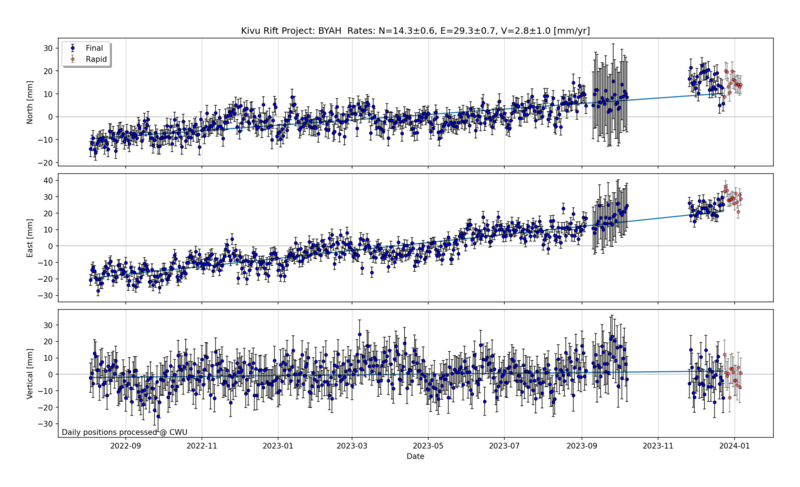 Kivu Rift Project: BYAH Rates: N=14.3±0.6, E=29.3±0.7, V=2.8±1.0 [mm/yr]
Final
Rapid
North [mm]
30
20
10
0
−10
−20
East [mm]
40
30
20
10
0
−10
−20
−30
Vertical [mm]
30
20
10
0
−10
−20
−30
Daily positions processed @ CWU
2022-09 2022-11 2023-01 2023-03 2023-05 2023-07 2023-09 2023-11 2024-01
Date